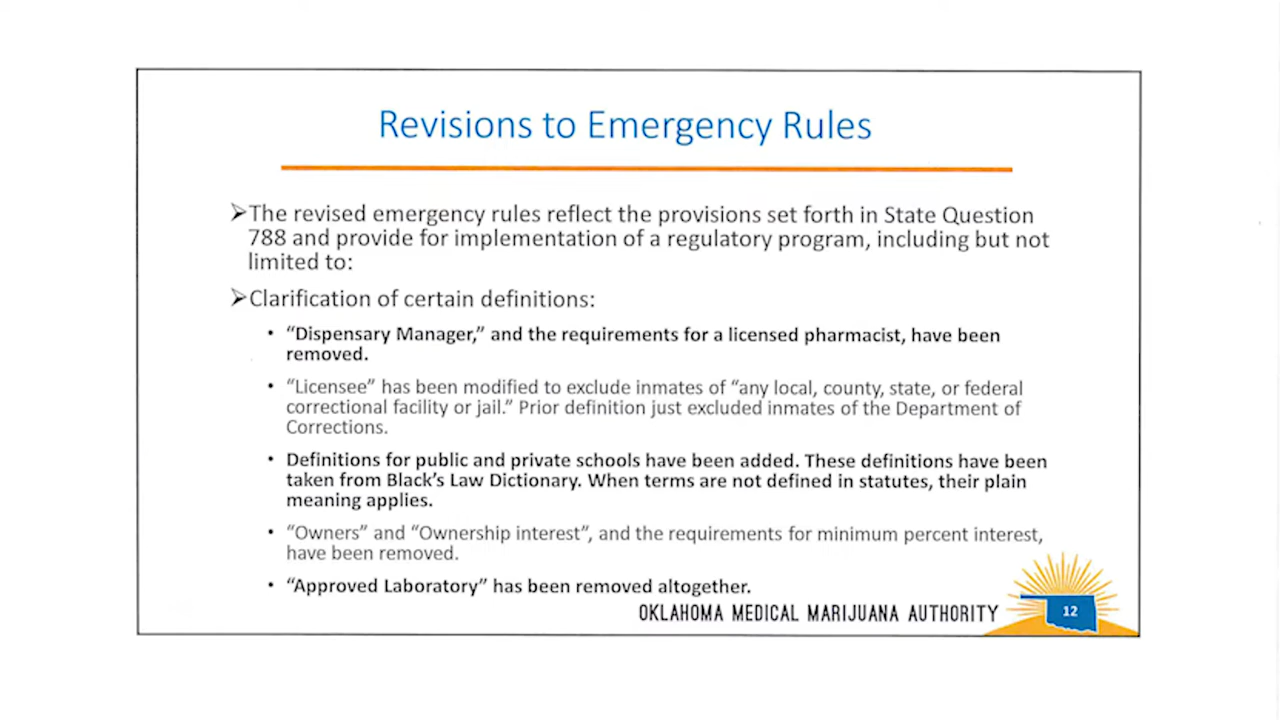 Revisions to Emergency Rules
➢The revised emergency rules reflect the provisions set forth in State Question
788 and provide for implementation of a regulatory program, including but not
limited to:
➢Clarification of certain definitions:
• “Dispensary Manager,” and the requirements for a licensed pharmacist, have been
removed.
• “Licensee” has been modified to exclude inmates of “any local, county, state, or federal
correctional facility or jail.” Prior definition just excluded inmates of the Department of
Corrections.
• Definitions for public and private schools have been added. These definitions have been
taken from Black’s Law Dictionary. When terms are not defined in statutes, their plain
meaning applies.
• “Owners” and “Ownership interest”, and the requirements for minimum percent interest,
have been removed.
• “Approved Laboratory” has been removed altogether.
OKLAHOMA MEDICAL MARIJUANA AUTHORITY
12